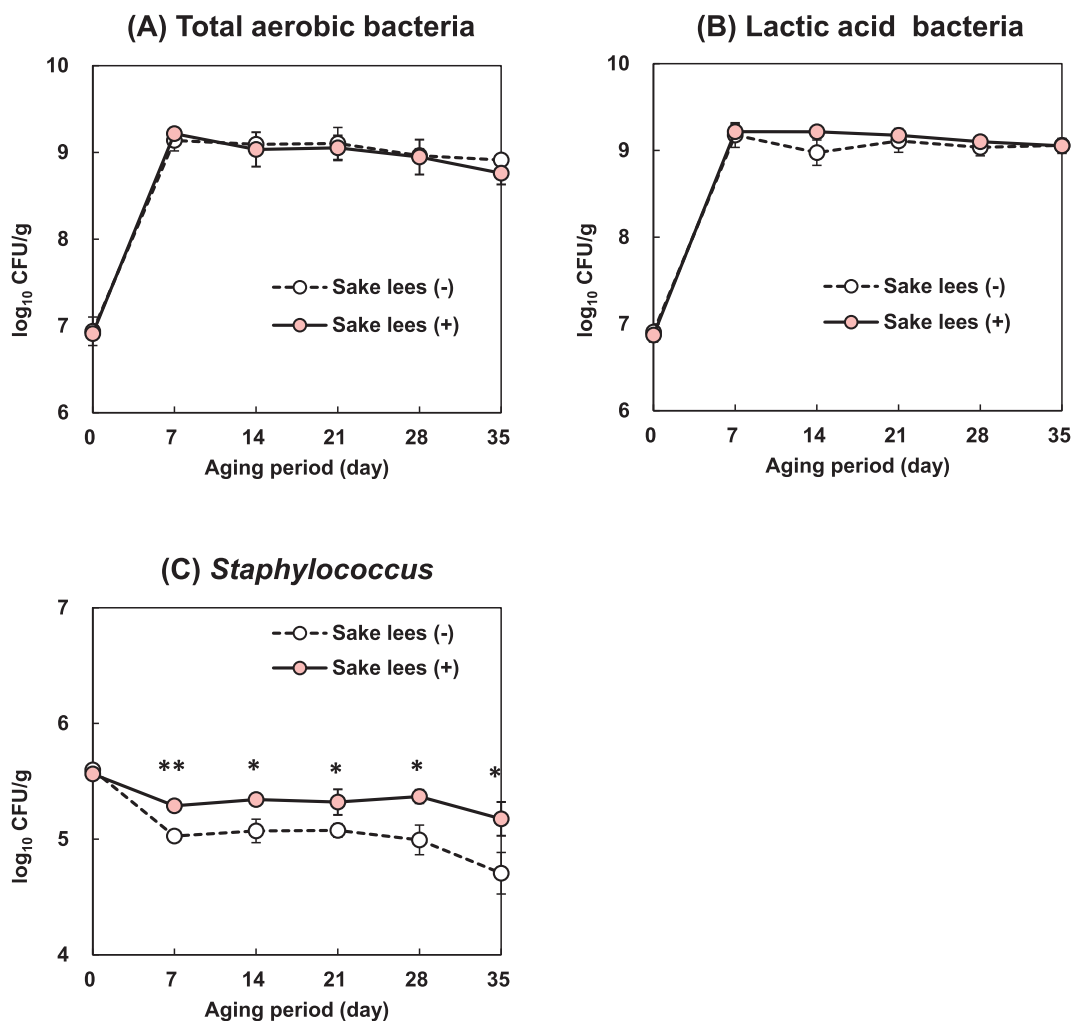 (A) Total aerobic bacteria
10
9
8
7
6
log10 CFU/g
Sake lees (-)
Sake lees (+)
0 7 14 21 28 35
Aging period (day)
(B) Lactic acid bacteria
10
9
8
7
6
log10 CFU/g
Sake lees (-)
Sake lees (+)
0 7 14 21 28 35
Aging period (day)
(C) Staphylococcus
7
6
5
4
log10 CFU/g
Sake lees (-)
Sake lees (+)
** * * * *
0 7 14 21 28 35
Aging period (day)